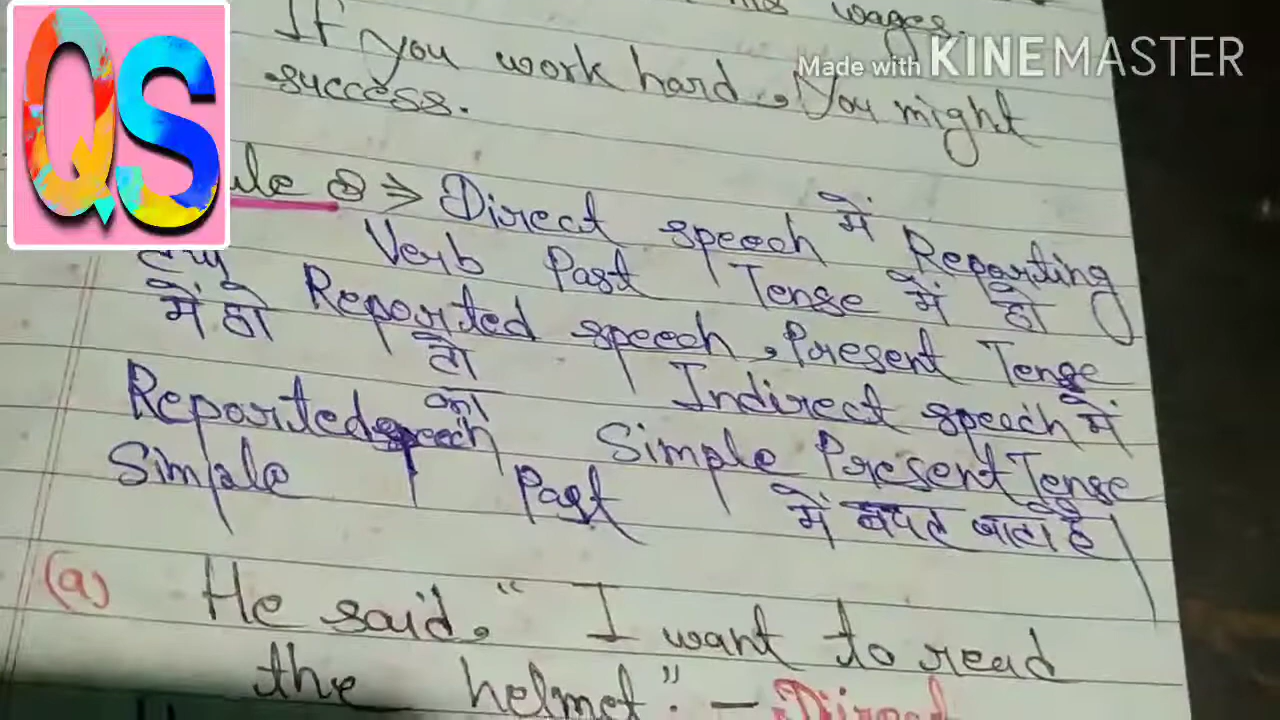 wages.
If you work hard, You might
success.
Rule ③ ⇒ Direct speech में Reporting
Verb Past Tense में हो
Reported speech, Present Tense
में हो तो Indirect speech में
Reported speech का Simple Present Tense
Simple Past में बदल जाता है।
(a) He said, “I want to read
the helmet.” – Direct
QS
Made with KINEMASTER